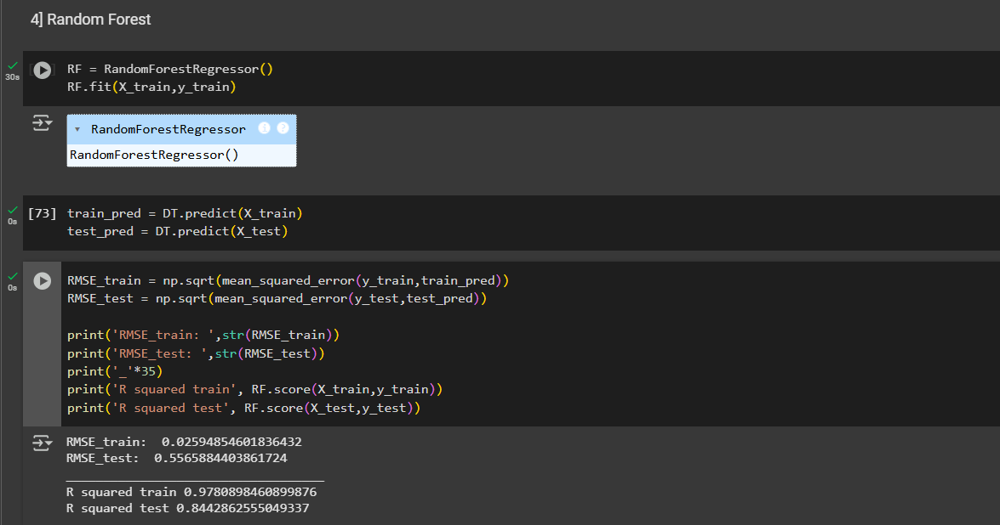 4] Random Forest
30s
RF = RandomForestRegressor()
RF.fit(X_train,y_train)
RandomForestRegressor i ?
RandomForestRegressor()
0s
[73] train_pred = DT.predict(X_train)
test_pred = DT.predict(X_test)
0s
RMSE_train = np.sqrt(mean_squared_error(y_train,train_pred))
RMSE_test = np.sqrt(mean_squared_error(y_test,test_pred))
print('RMSE_train: ',str(RMSE_train))
print('RMSE_test: ',str(RMSE_test))
print('_'*35)
print('R squared train', RF.score(X_train,y_train))
print('R squared test', RF.score(X_test,y_test))
RMSE_train:  0.02594854601836432
RMSE_test:  0.5565884403861724
___________________________________
R squared train 0.9780898460899876
R squared test 0.8442862555049337